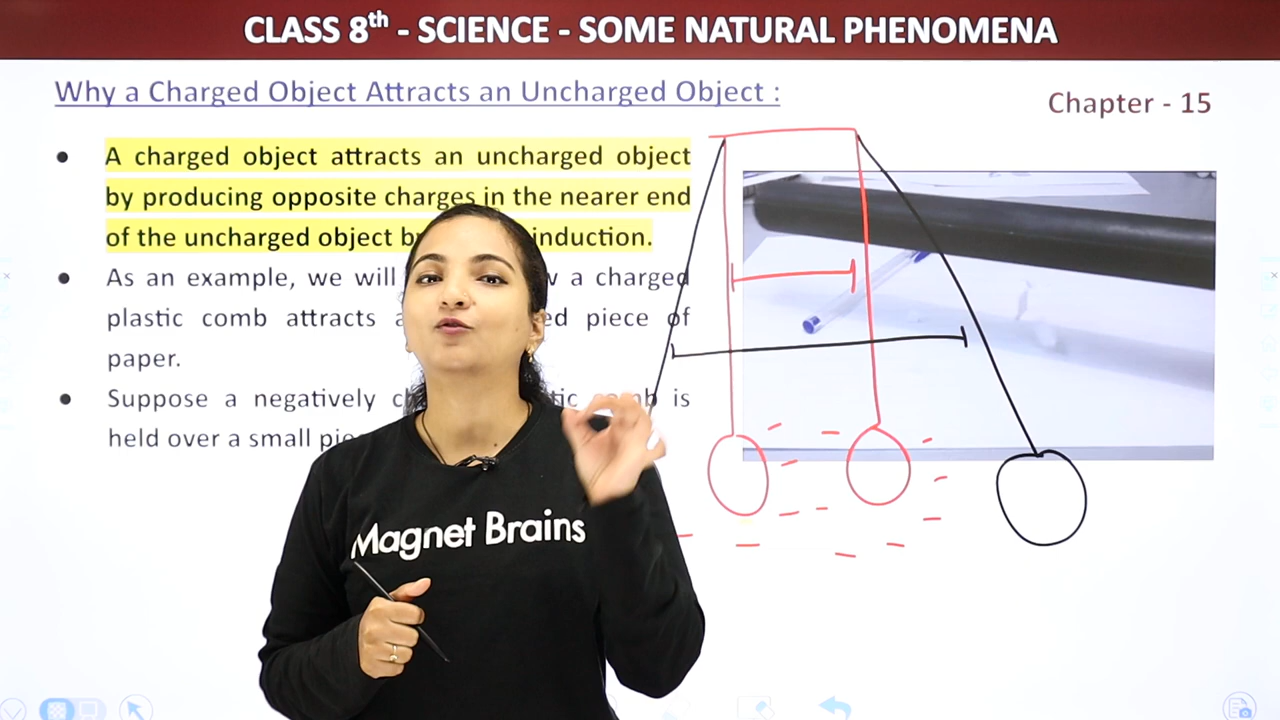 CLASS 8th - SCIENCE - SOME NATURAL PHENOMENA
Why a Charged Object Attracts an Uncharged Object :
Chapter - 15
• A charged object attracts an uncharged object
by producing opposite charges in the nearer end
of the uncharged object induction.
• As an example, we will a charged
plastic comb attracts piece of
paper.
• Suppose a negatively is
held over a small
Magnet Brains